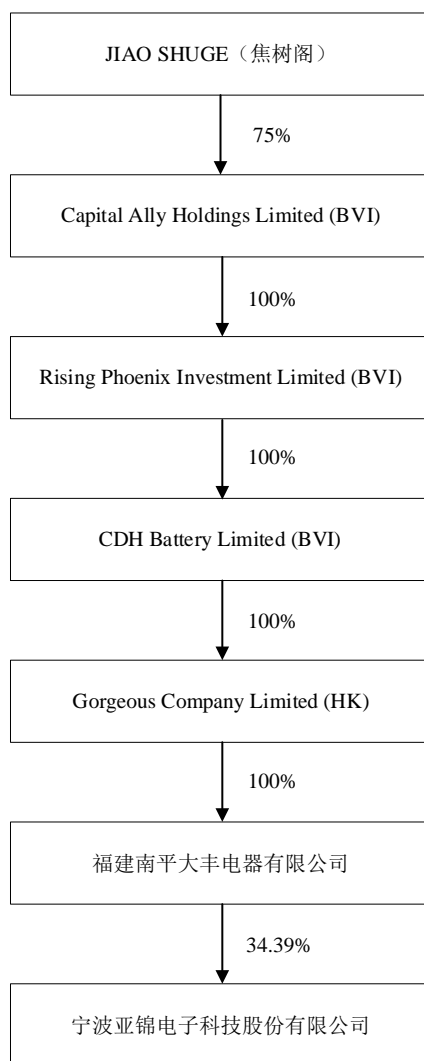 JIAO SHUGE（焦树阁）
75%
Capital Ally Holdings Limited (BVI)
100%
Rising Phoenix Investment Limited (BVI)
100%
CDH Battery Limited (BVI)
100%
Gorgeous Company Limited (HK)
100%
福建南平大丰电器有限公司
34.39%
宁波亚锦电子科技股份有限公司